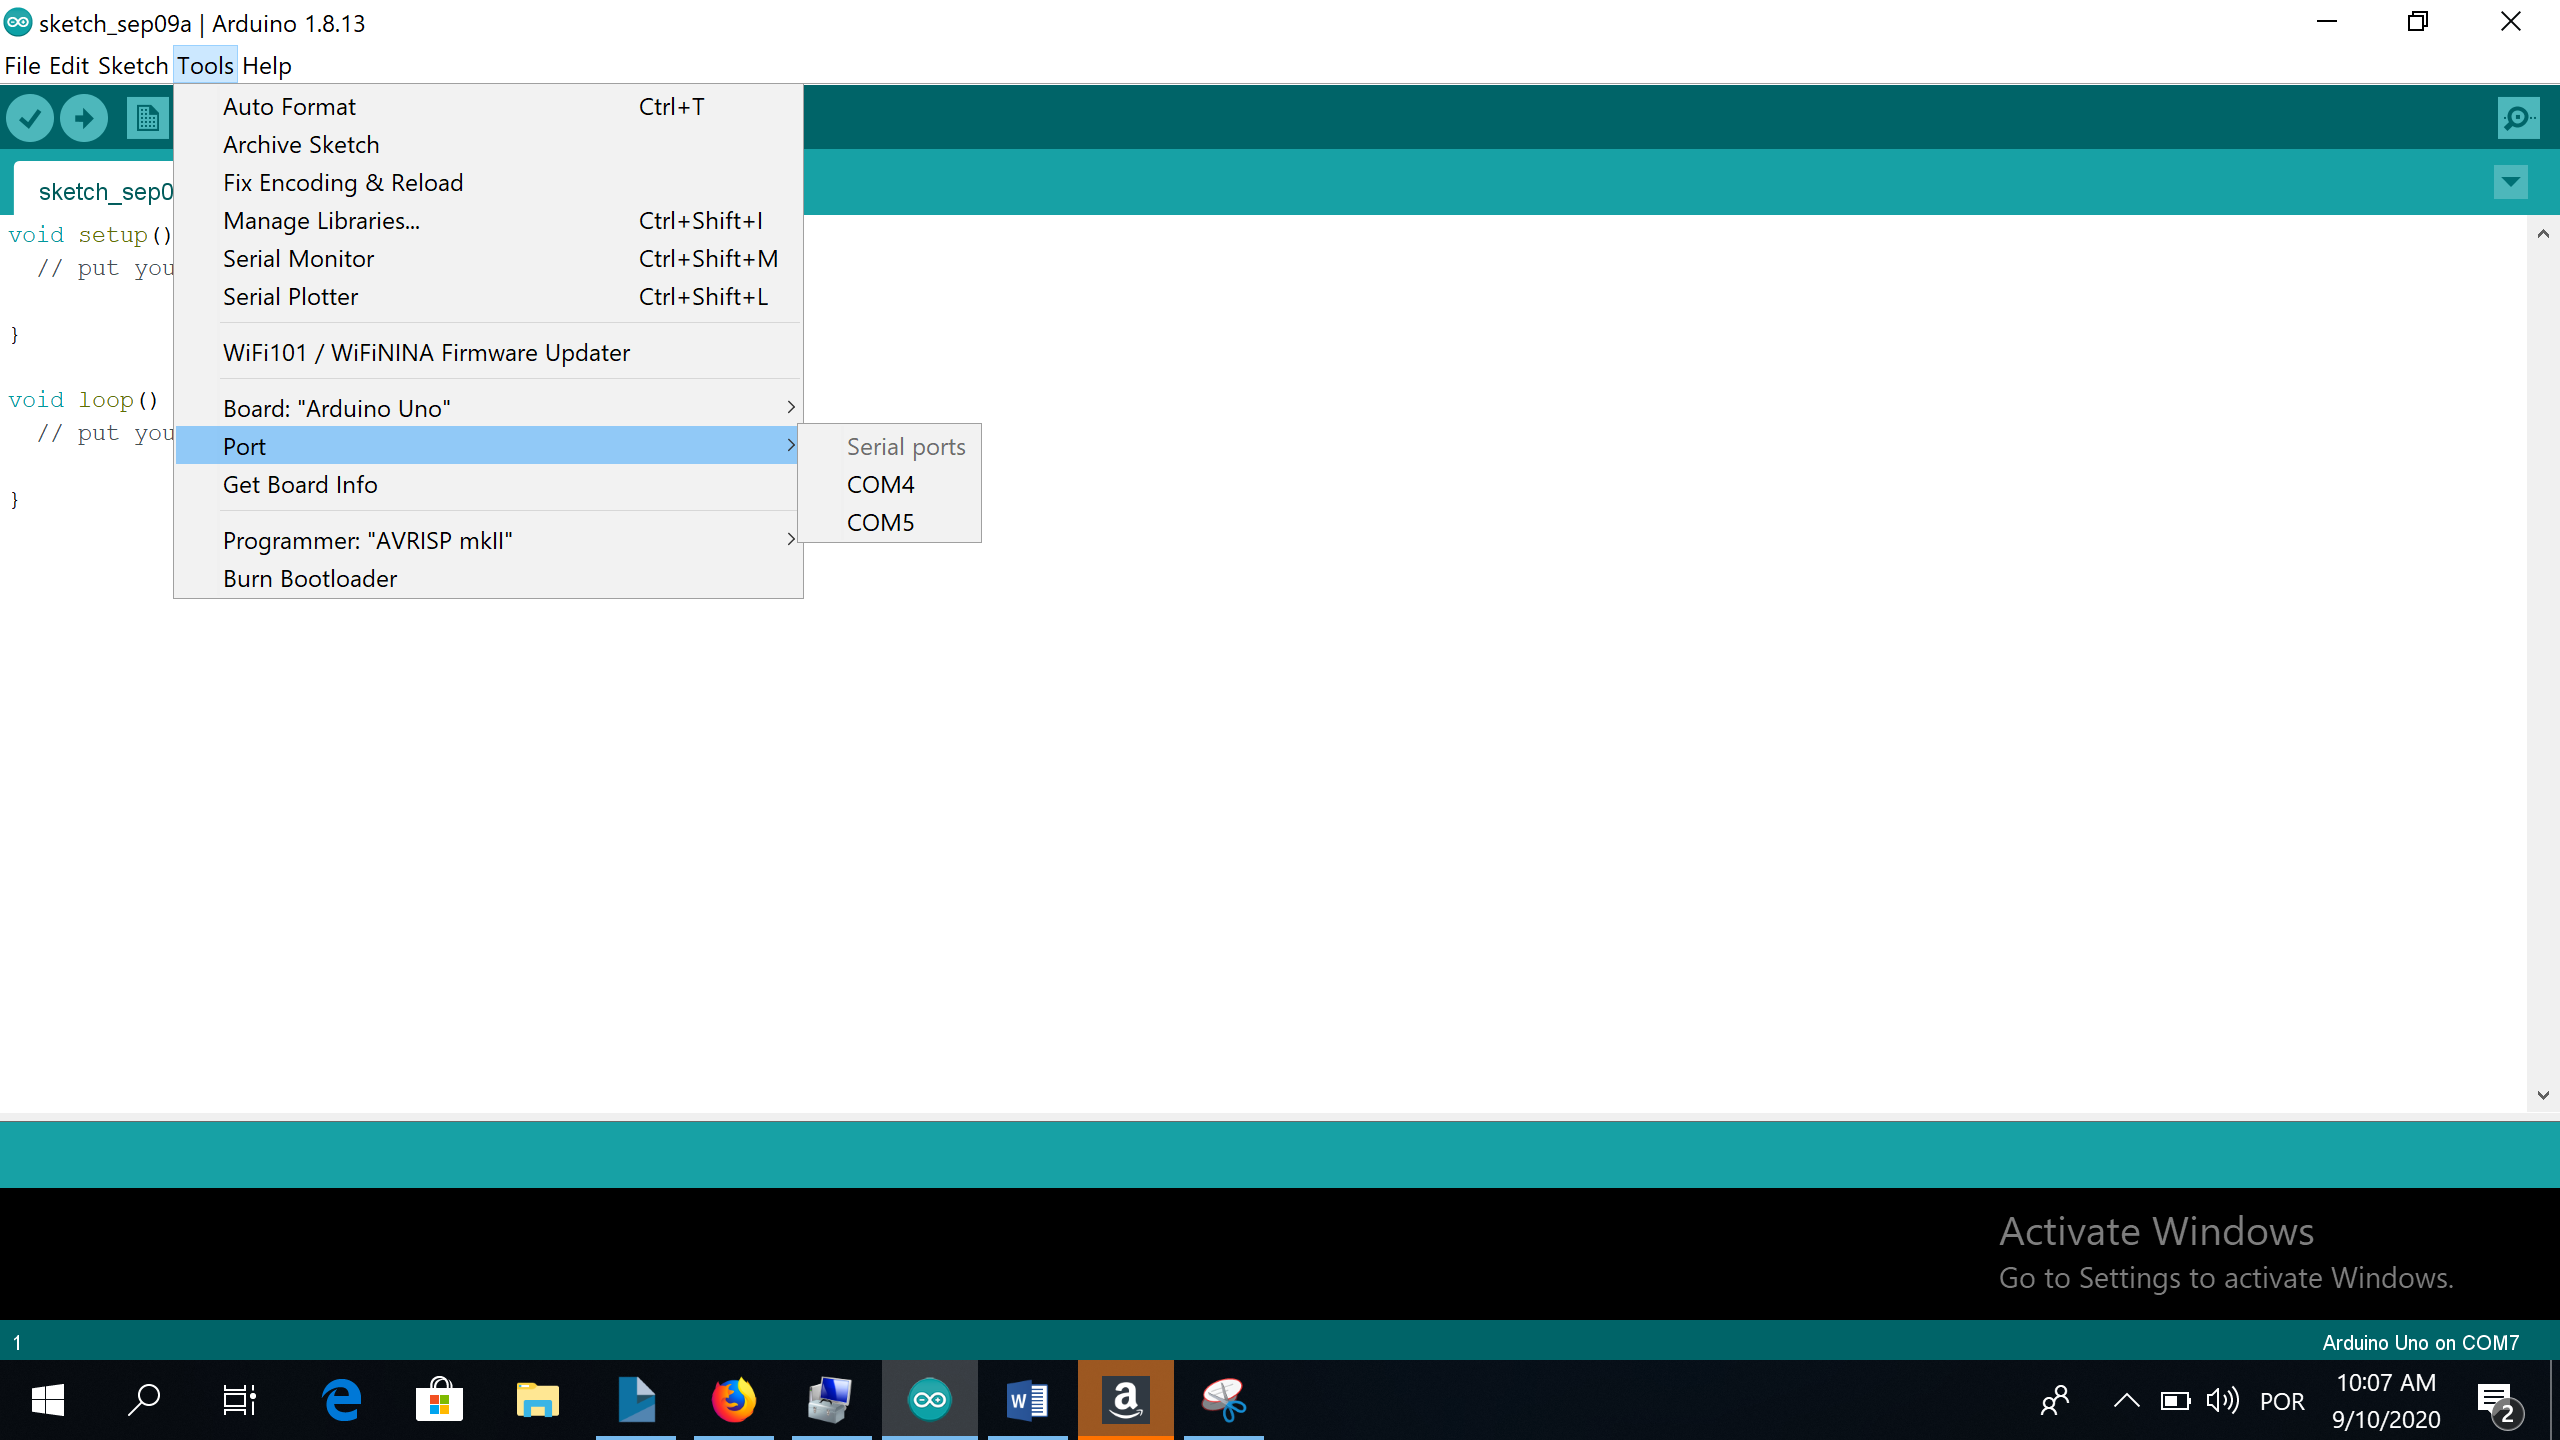 sketch_sep09a | Arduino 1.8.13
File Edit Sketch Tools Help
Auto Format Ctrl+T
Archive Sketch
Fix Encoding & Reload
Manage Libraries... Ctrl+Shift+I
Serial Monitor Ctrl+Shift+M
Serial Plotter Ctrl+Shift+L
WiFi101 / WiFiNINA Firmware Updater
Board: "Arduino Uno"
Port
Get Board Info
Programmer: "AVRISP mkII"
Burn Bootloader
Serial ports
COM4
COM5
sketch_sep0
void setup()
// put you
}
void loop()
// put you
}
Activate Windows
Go to Settings to activate Windows.
1
Arduino Uno on COM7
POR
10:07 AM
9/10/2020
2